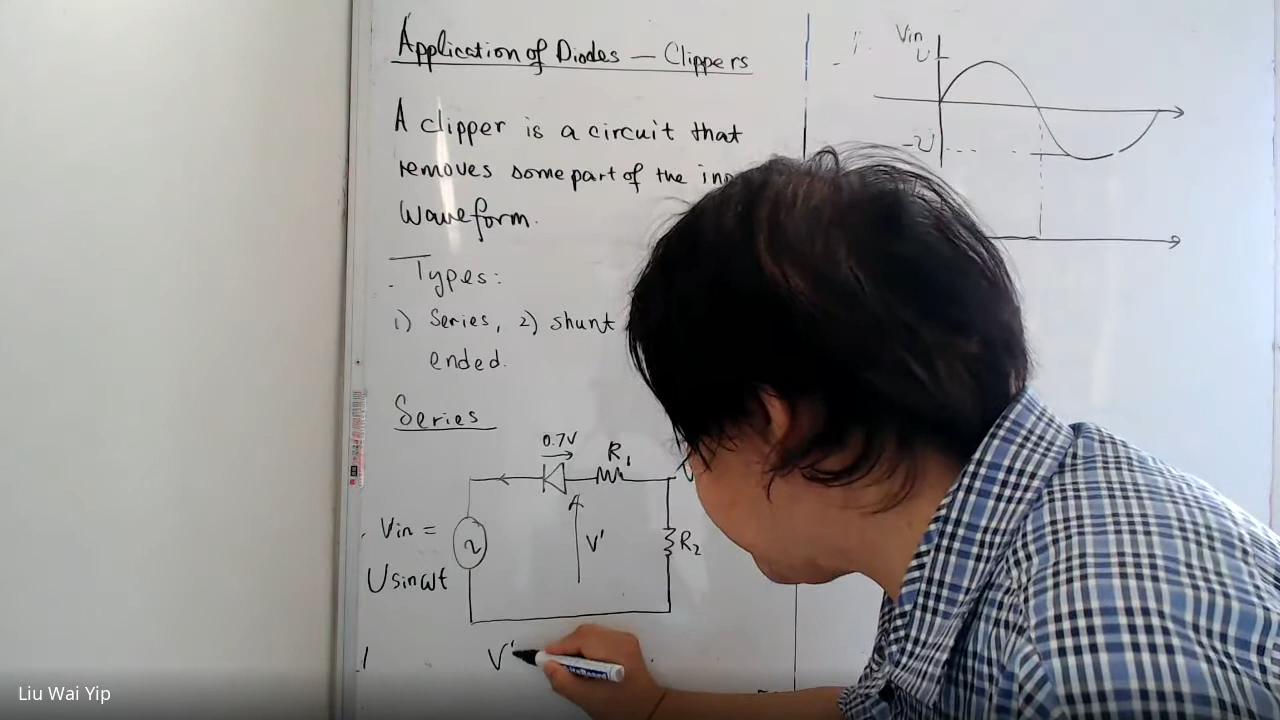 Application of Diodes — Clippers
A clipper is a circuit that
removes some part of the
waveform.
Types:
1) Series, 2) shunt
ended.
Series
0.7V
R1
Vin =
Usinωt
V'
R2
V'
Vin
U
-U
Liu Wai Yip